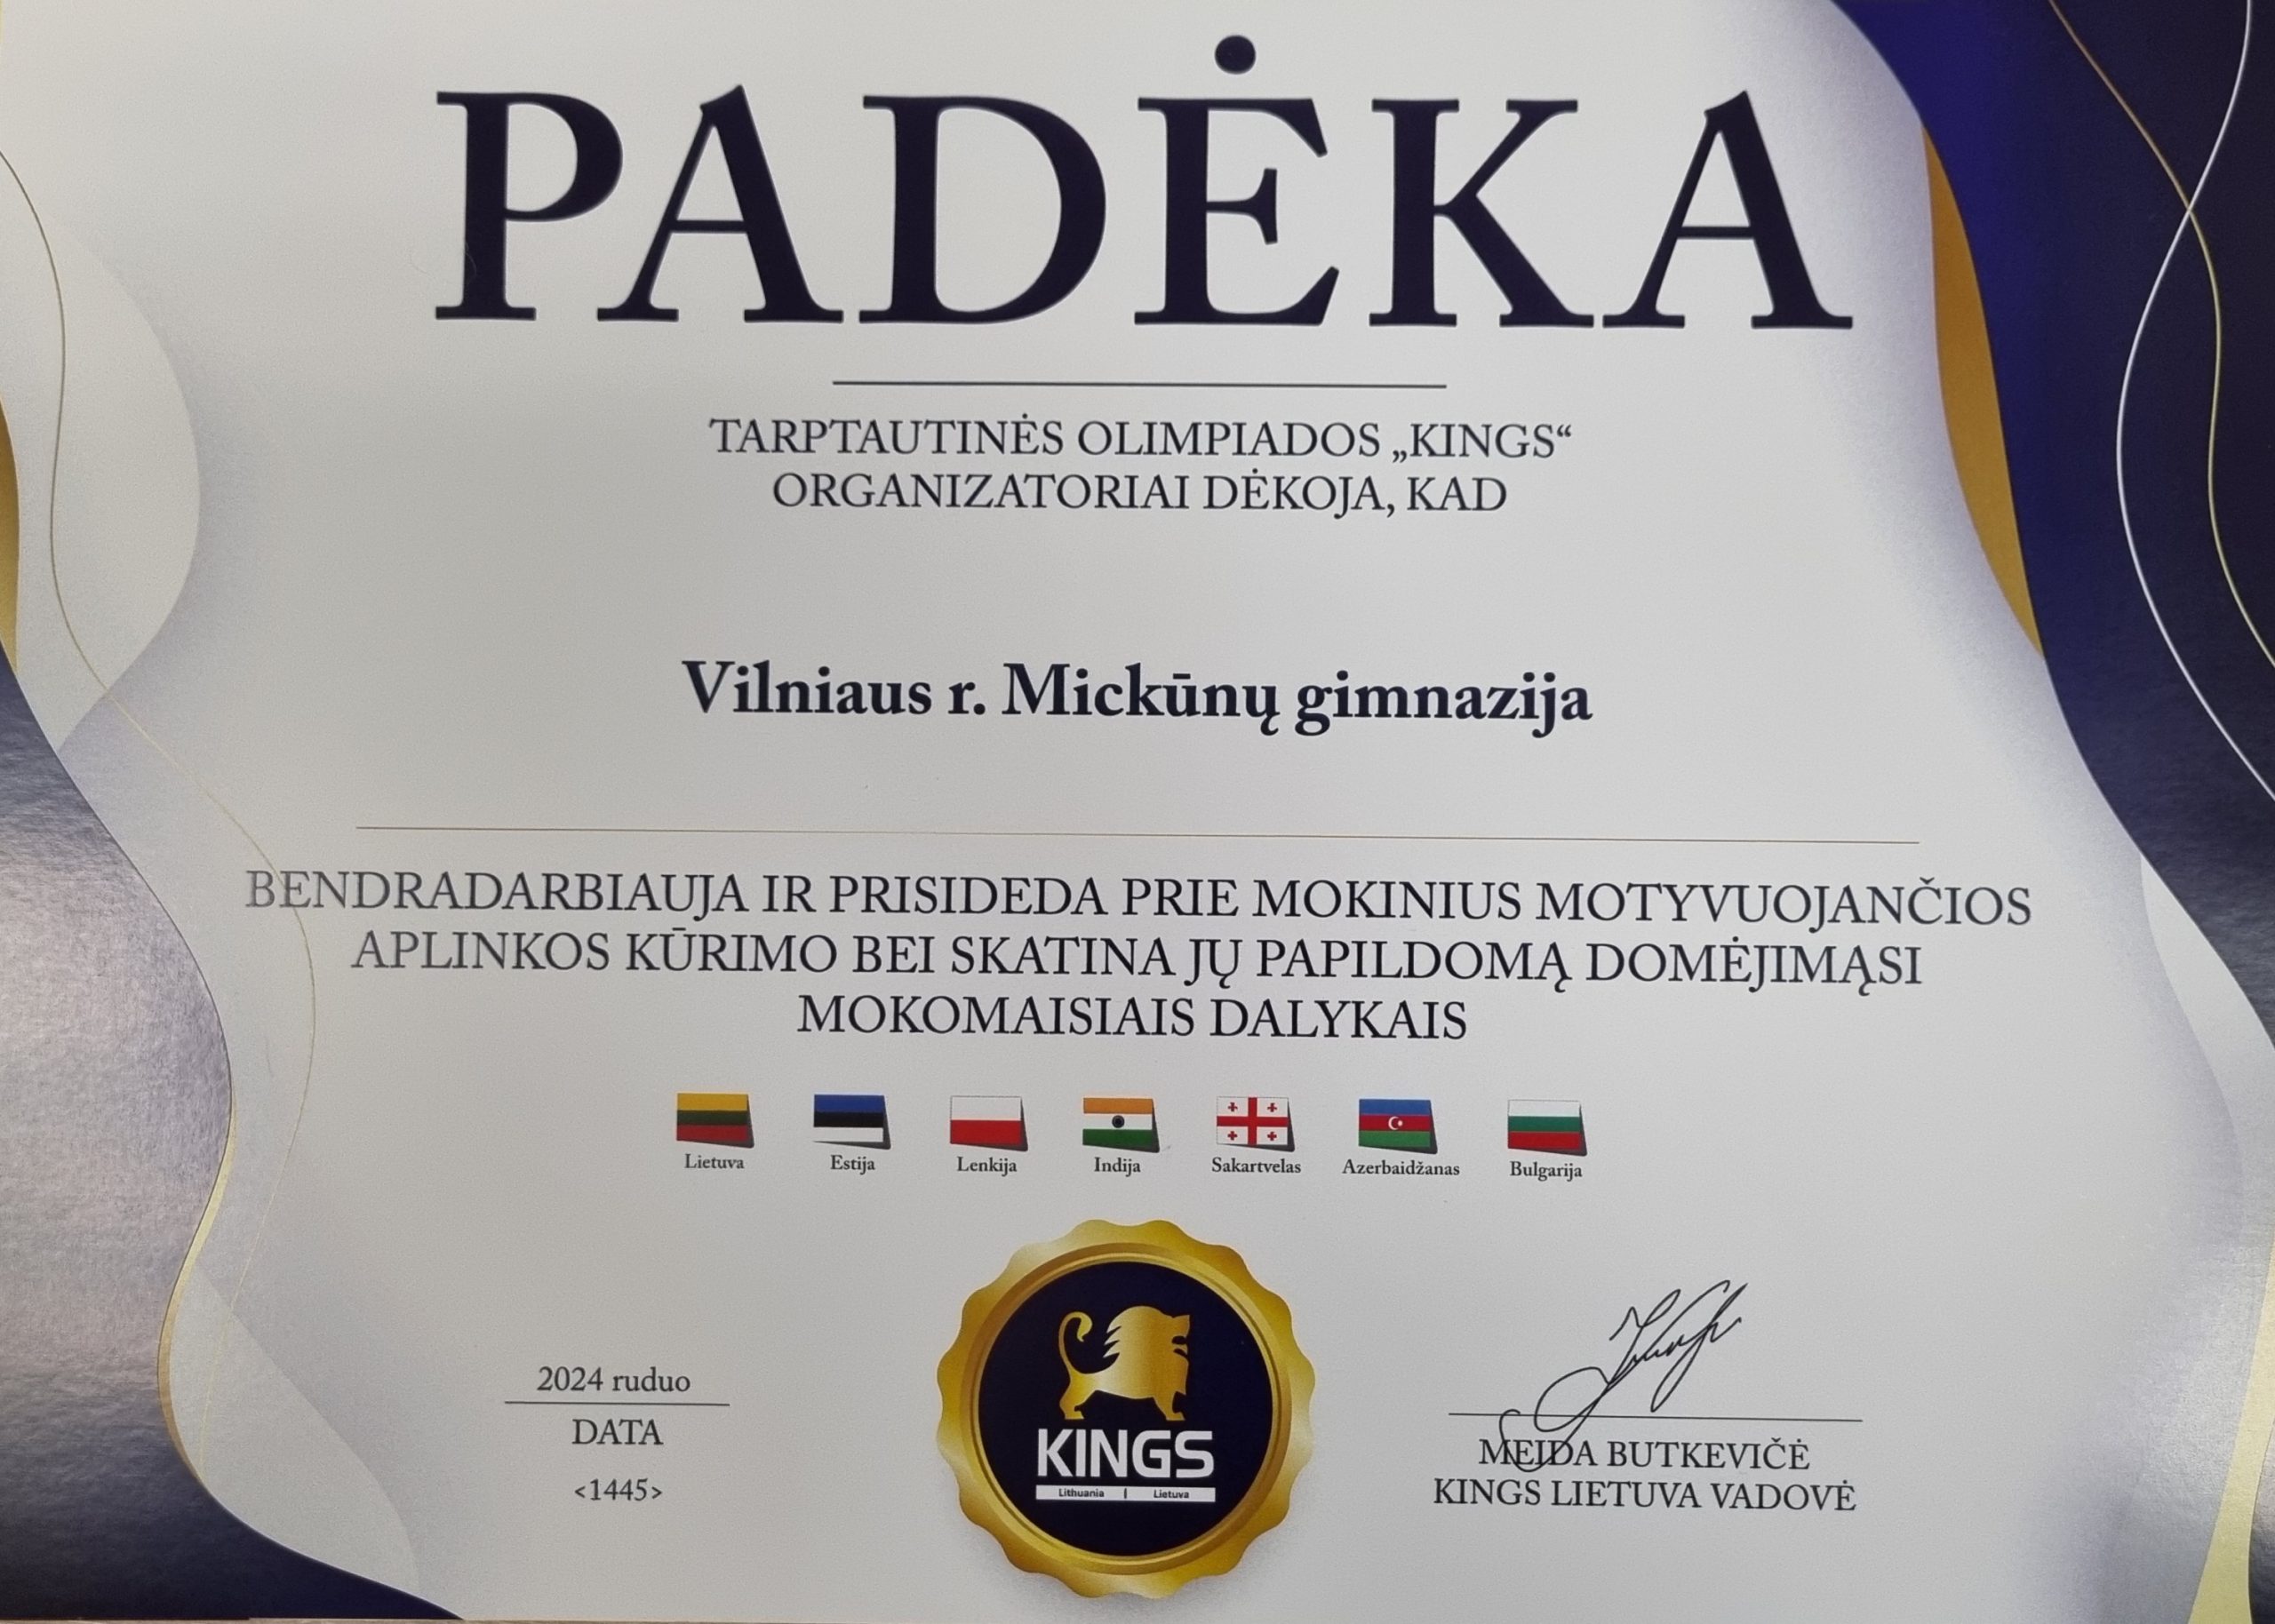 PADĖKA
TARPTAUTINĖS OLIMPIADOS „KINGS“
ORGANIZATORIAI DĖKOJA, KAD
Vilniaus r. Mickūnų gimnazija
BENDRADARBIAUJA IR PRISIDEDA PRIE MOKINIUS MOTYVUOJANČIOS
APLINKOS KŪRIMO BEI SKATINA JŲ PAPILDOMĄ DOMĖJIMĄSI
MOKOMAISIAIS DALYKAIS
Lietuva Estija Lenkija Indija Sakartvelas Azerbaidžanas Bulgarija
2024 ruduo
DATA
<1445>
KINGS
Lithuania | Lietuva
MEIDA BUTKEVIČĖ
KINGS LIETUVA VADOVĖ